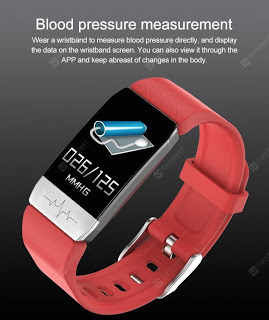 Blood pressure measurement
Wear a wristband to measure blood pressure directly, and display
the data on the wristband screen. You can also view it through the
APP and keep abreast of changes in the body.
026/125
MMHG